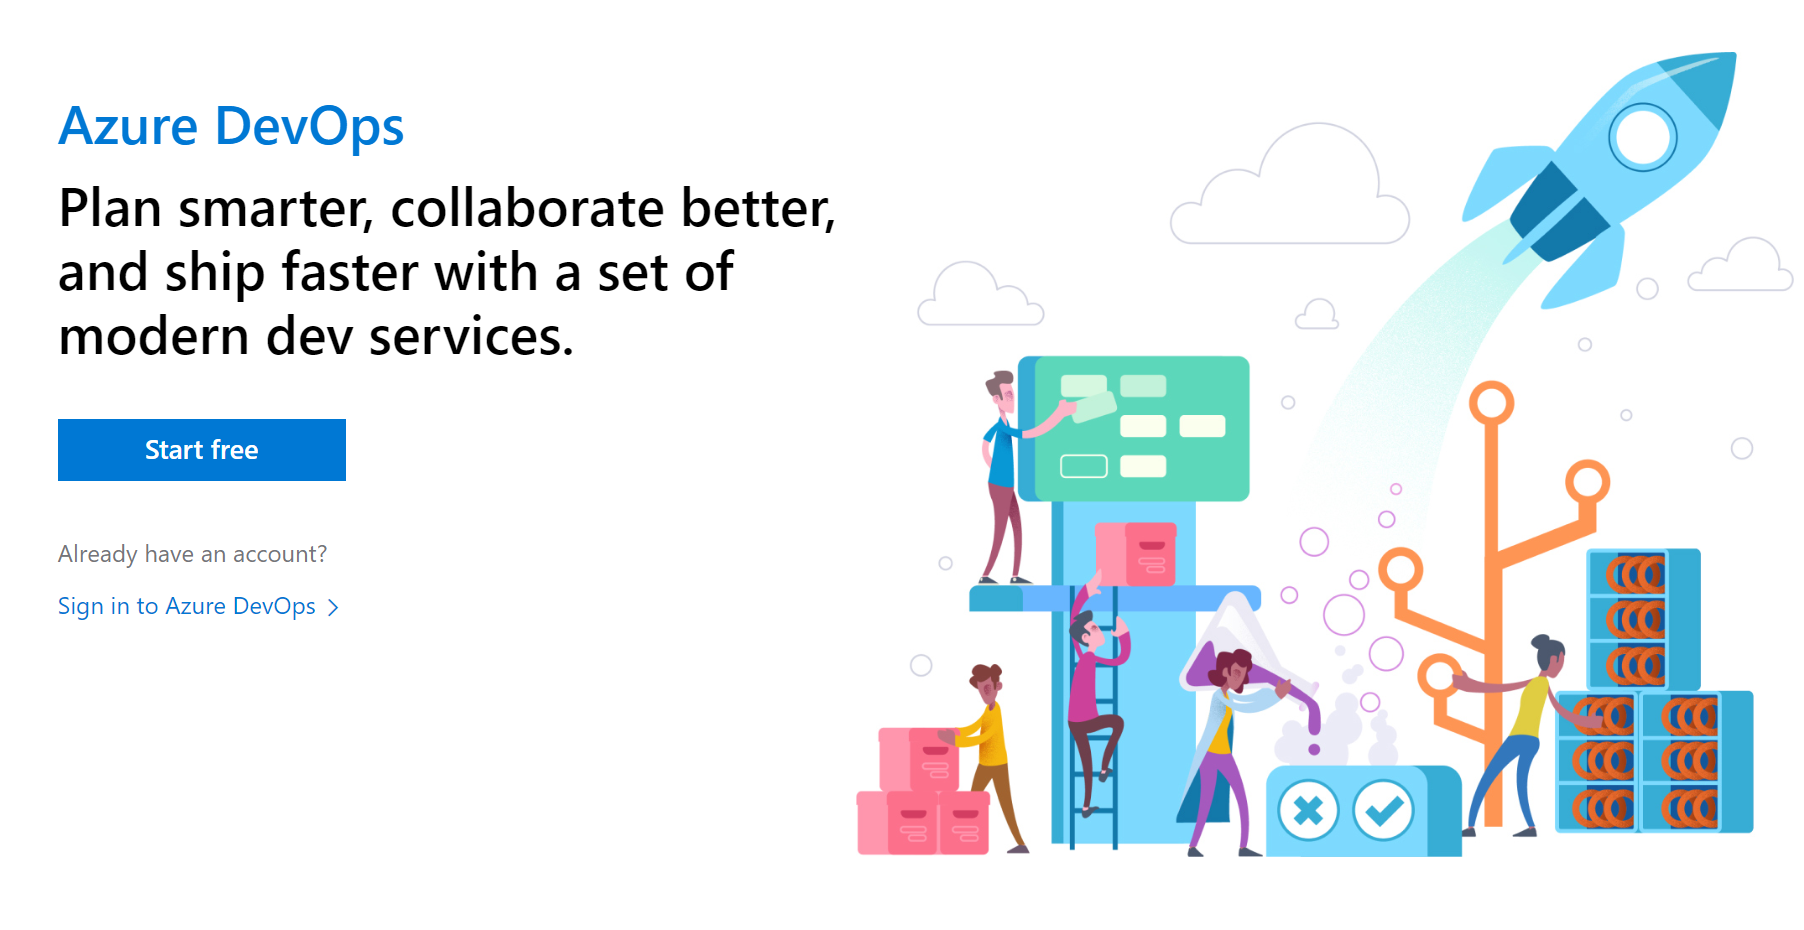 Azure DevOps
Plan smarter, collaborate better,
and ship faster with a set of
modern dev services.
Start free
Already have an account?
Sign in to Azure DevOps